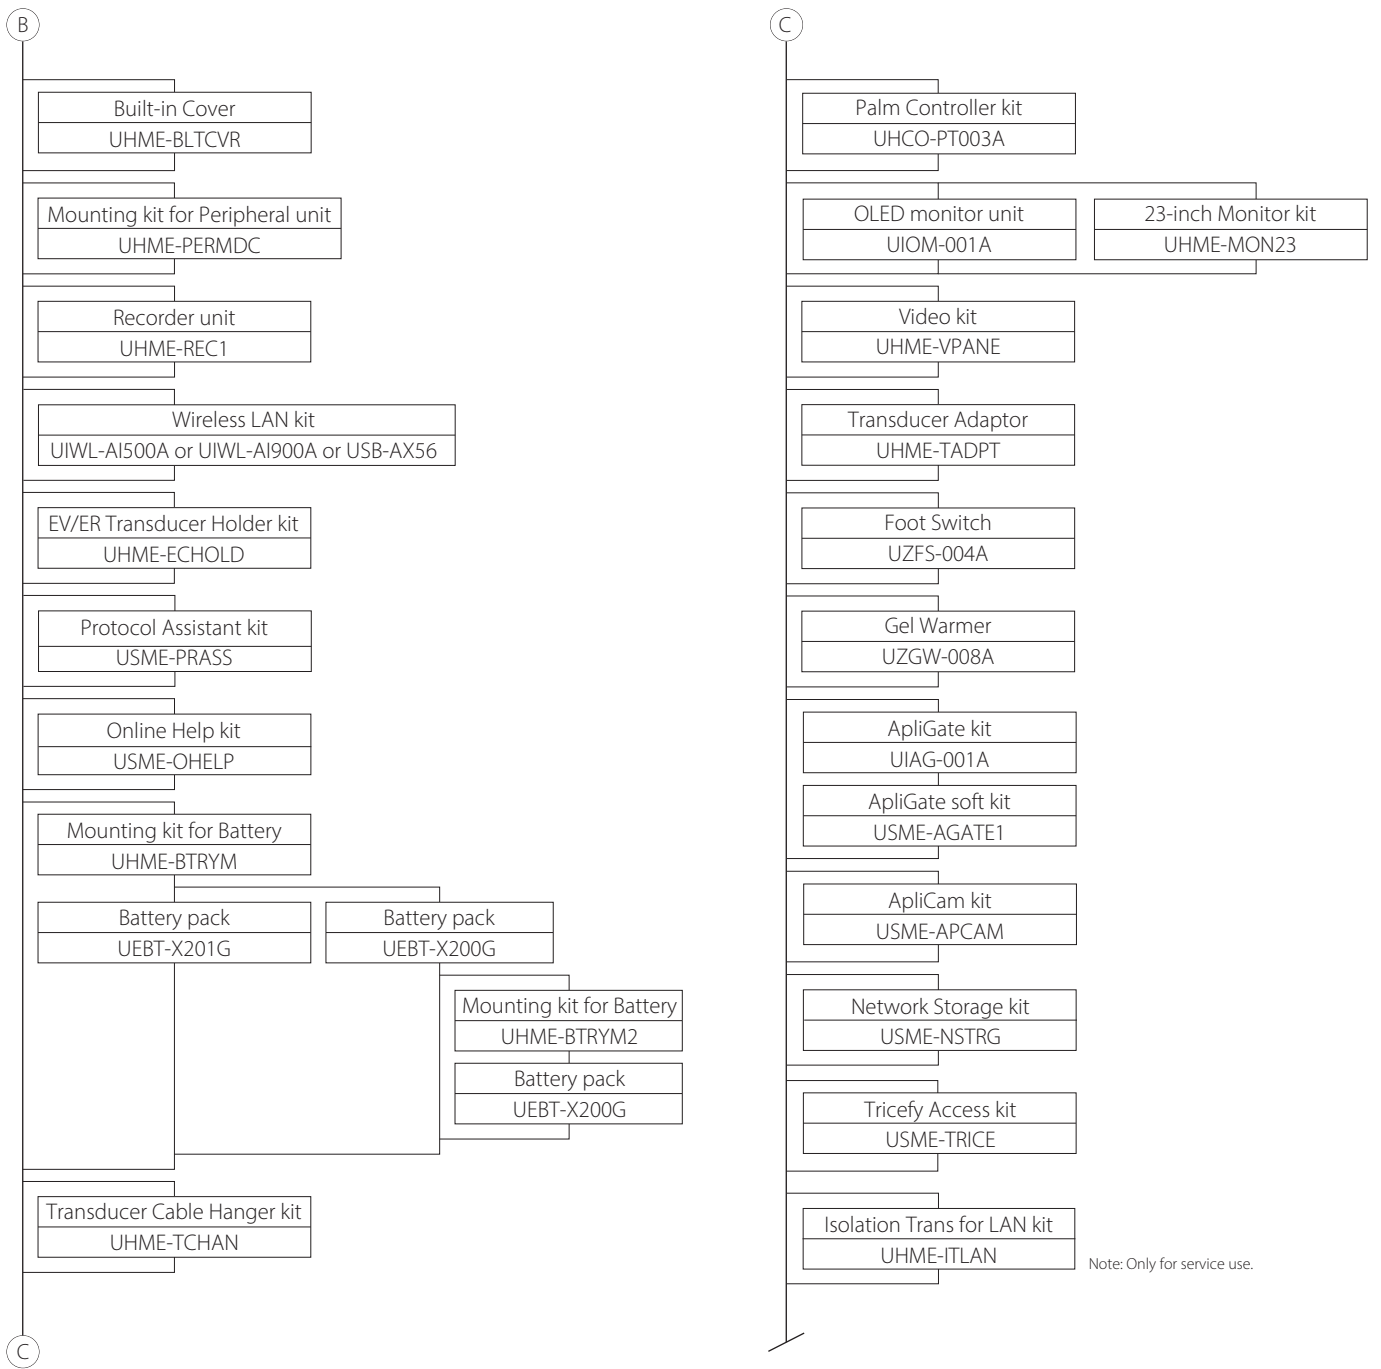 B
Built-in Cover
UHME-BLTCVR
Mounting kit for Peripheral unit
UHME-PERMDC
Recorder unit
UHME-REC1
Wireless LAN kit
UIWL-AI500A or UIWL-AI900A or USB-AX56
EV/ER Transducer Holder kit
UHME-ECHOLD
Protocol Assistant kit
USME-PRASS
Online Help kit
USME-OHELP
Mounting kit for Battery
UHME-BTRYM
Battery pack
UEBT-X201G
Battery pack
UEBT-X200G
Mounting kit for Battery
UHME-BTRYM2
Battery pack
UEBT-X200G
Transducer Cable Hanger kit
UHME-TCHAN
C
C
Palm Controller kit
UHCO-PT003A
OLED monitor unit
UIOM-001A
23-inch Monitor kit
UHME-MON23
Video kit
UHME-VPANE
Transducer Adaptor
UHME-TADPT
Foot Switch
UZFS-004A
Gel Warmer
UZGW-008A
ApliGate kit
UIAG-001A
ApliGate soft kit
USME-AGATE1
ApliCam kit
USME-APCAM
Network Storage kit
USME-NSTRG
Tricefy Access kit
USME-TRICE
Isolation Trans for LAN kit
UHME-ITLAN
Note: Only for service use.